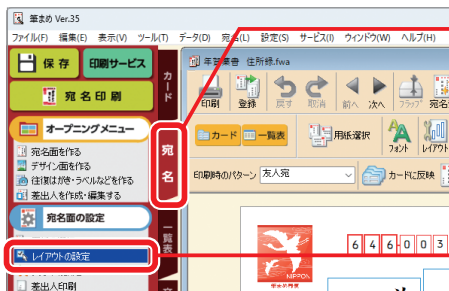 筆まめ Ver.35
ファイル(F) 編集(E) 表示(V) ツール(T) データ(D) 宛名(L) 設定(S) サービス(I) ウィンドウ(W) ヘルプ(H)
保存 印刷サービス
宛名印刷
オープニングメニュー
宛名面を作る
デザイン面を作る
往復はがき・ラベルなどを作る
差出人を作成・編集する
宛名面の設定
レイアウトの設定
差出人印刷
カード
宛名
一覧表
住所録.fwa
印刷 登録 戻す 取消 前へ 次へ フラップ 宛名
カード 一覧表 用紙選択 フォント レイアウト
印刷時のパターン 友人宛 カードに反映
NIPPON
6 4 6 - 0 0 3